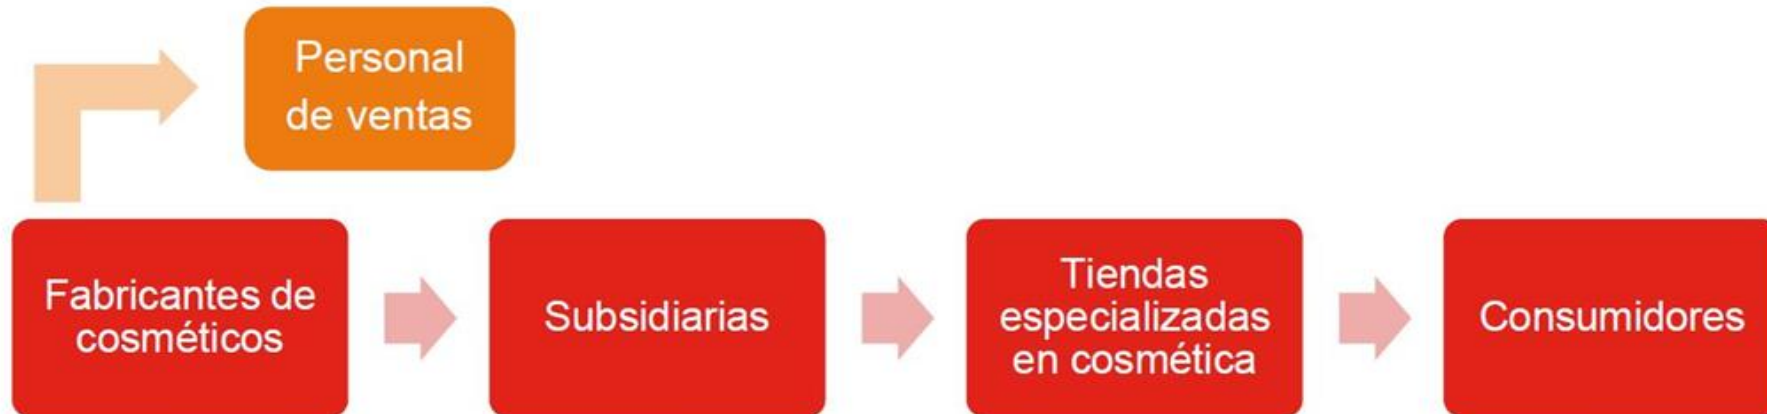 Personal
de ventas
Fabricantes de
cosméticos
Subsidiarias
Tiendas
especializadas
en cosmética
Consumidores